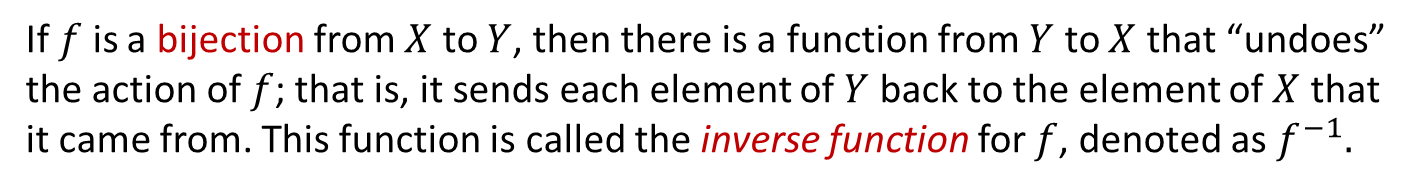 If f is a bijection from X to Y, then there is a function from Y to X that “undoes”
the action of f; that is, it sends each element of Y back to the element of X that
it came from. This function is called the inverse function for f, denoted as f⁻¹.